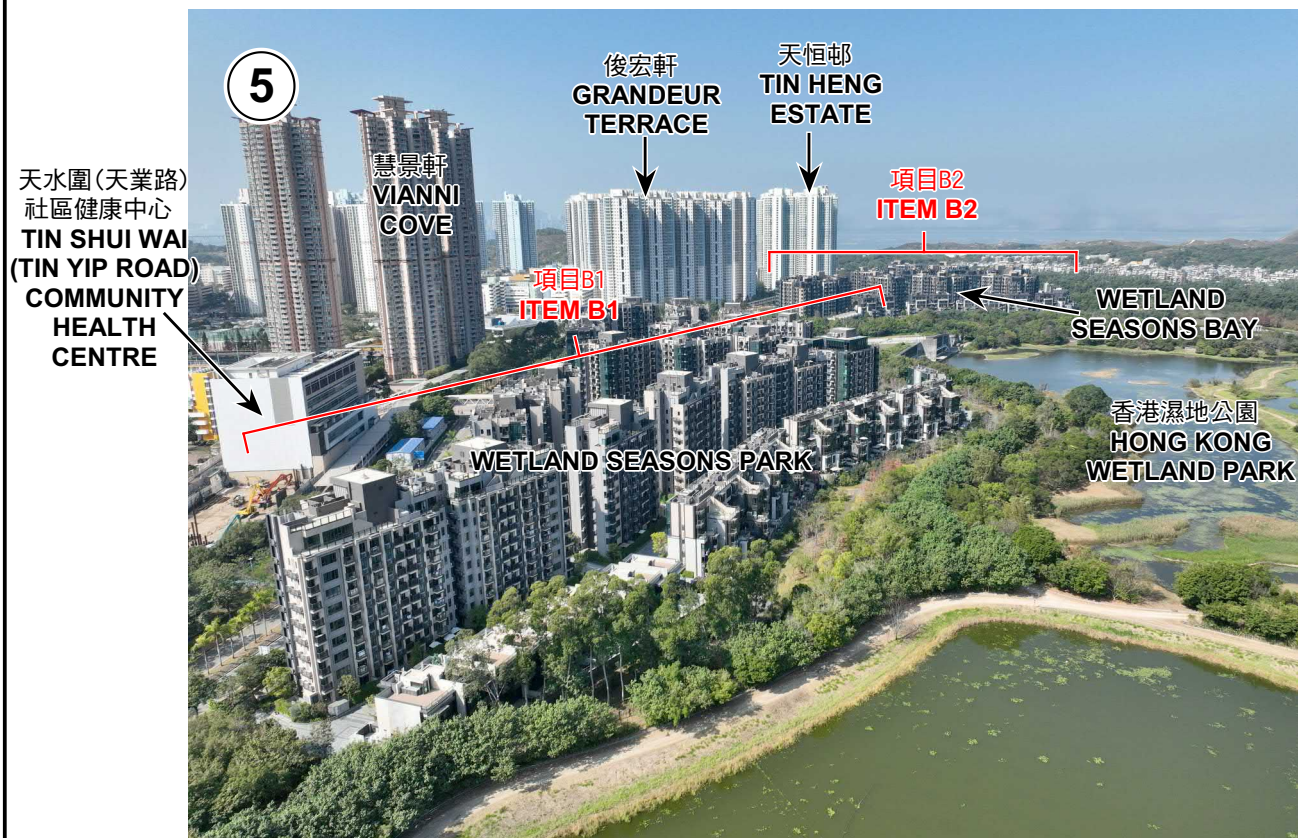 5
俊宏軒
GRANDEUR
TERRACE
天恒邨
TIN HENG
ESTATE
慧景軒
VIANNI
COVE
天水圍(天業路)
社區健康中心
TIN SHUI WAI
(TIN YIP ROAD)
COMMUNITY
HEALTH
CENTRE
項目B2
ITEM B2
項目B1
ITEM B1
WETLAND
SEASONS BAY
香港濕地公園
HONG KONG
WETLAND PARK
WETLAND SEASONS PARK